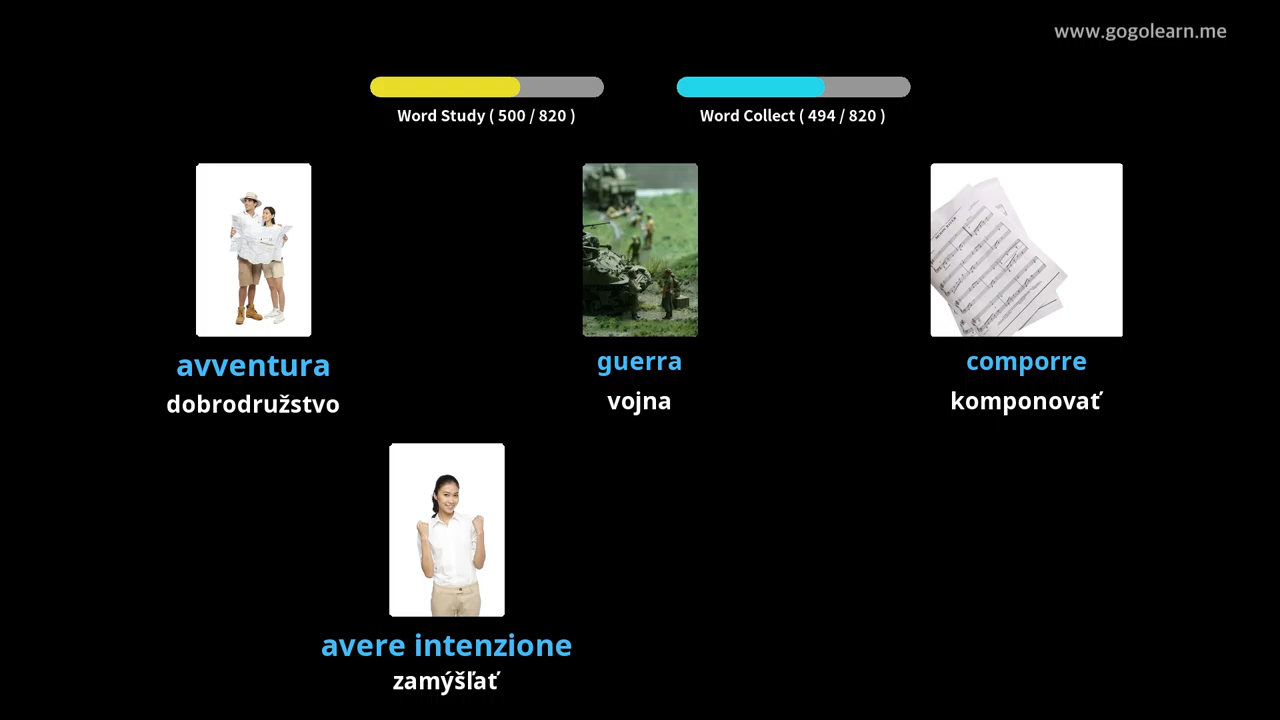 www.gogolearn.me
Word Study ( 500 / 820 )
Word Collect ( 494 / 820 )
avventura
dobrodružstvo
guerra
vojna
comporre
komponovať
avere intenzione
zamýšľať